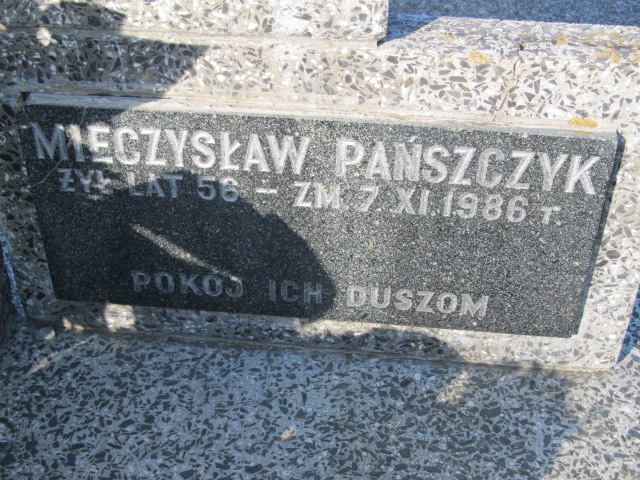 MIECZYSŁAW PAŃSZCZYK
ŻYŁ LAT 56 – ZM. 7.XI.1986 r.
POKÓJ ICH DUSZOM